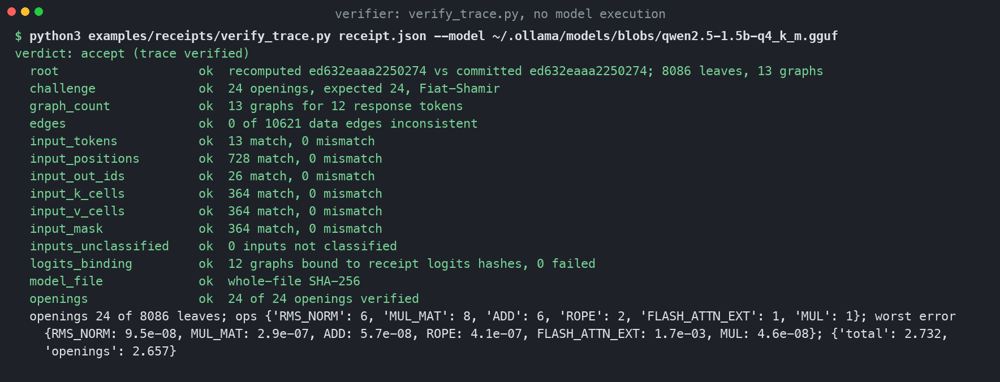 verifier: verify_trace.py, no model execution
$ python3 examples/receipts/verify_trace.py receipt.json --model ~/.ollama/models/blobs/qwen2.5-1.5b-q4_k_m.gguf
verdict: accept (trace verified)
root ok recomputed ed632eaaa2250274 vs committed ed632eaaa2250274; 8086 leaves, 13 graphs
challenge ok 24 openings, expected 24, Fiat-Shamir
graph_count ok 13 graphs for 12 response tokens
edges ok 0 of 10621 data edges inconsistent
input_tokens ok 13 match, 0 mismatch
input_positions ok 728 match, 0 mismatch
input_out_ids ok 26 match, 0 mismatch
input_k_cells ok 364 match, 0 mismatch
input_v_cells ok 364 match, 0 mismatch
input_mask ok 364 match, 0 mismatch
inputs_unclassified ok 0 inputs not classified
logits_binding ok 12 graphs bound to receipt logits hashes, 0 failed
model_file ok whole-file SHA-256
openings ok 24 of 24 openings verified
openings 24 of 8086 leaves; ops {'RMS_NORM': 6, 'MUL_MAT': 8, 'ADD': 6, 'ROPE': 2, 'FLASH_ATTN_EXT': 1, 'MUL': 1}; worst error
{RMS_NORM: 9.5e-08, MUL_MAT: 2.9e-07, ADD: 5.7e-08, ROPE: 4.1e-07, FLASH_ATTN_EXT: 1.7e-03, MUL: 4.6e-08}; {'total': 2.732,
'openings': 2.657}